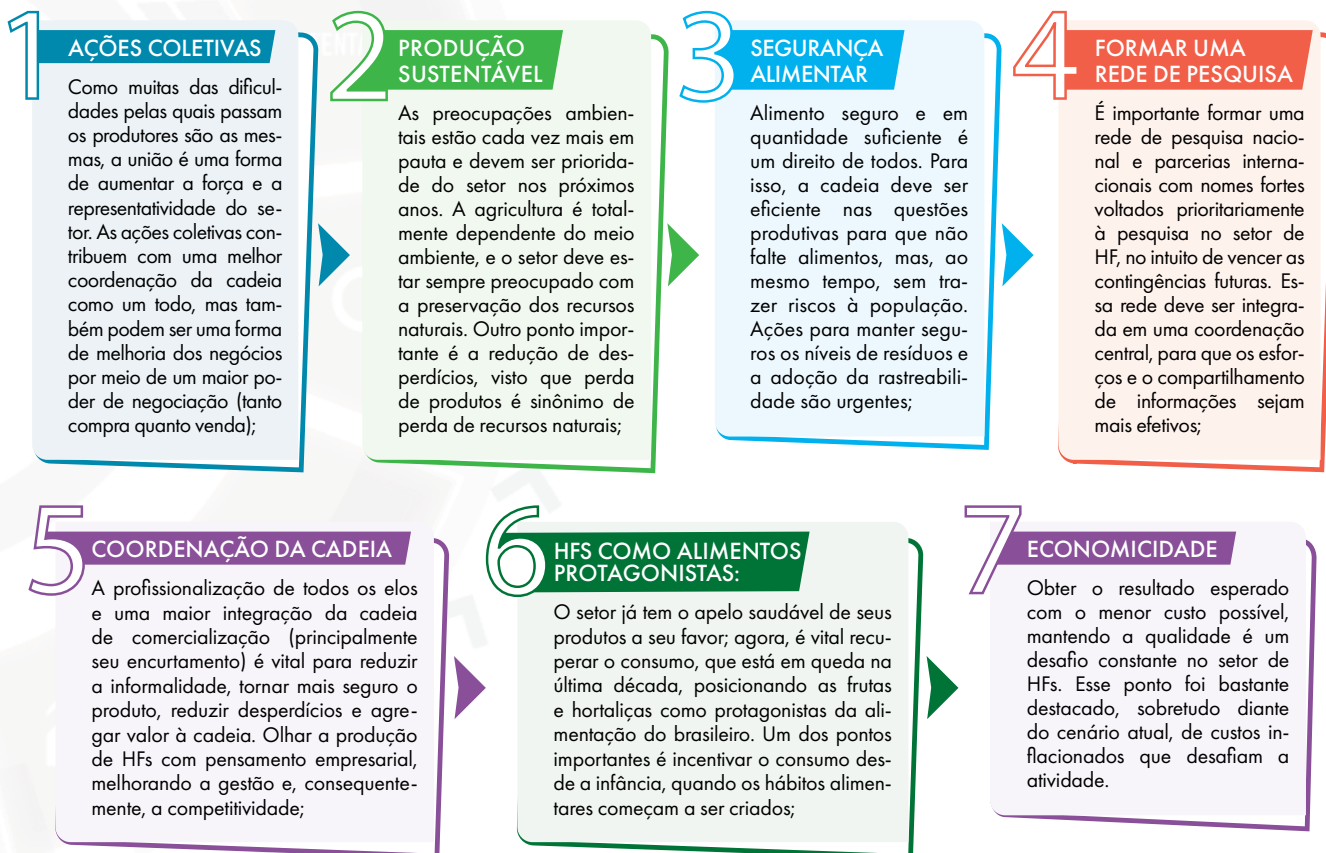 1
AÇÕES COLETIVAS
Como muitas das dificul-
dades pelas quais passam
os produtores são as mes-
mas, a união é uma forma
de aumentar a força e a
representatividade do se-
tor. As ações coletivas con-
tribuem com uma melhor
coordenação da cadeia
como um todo, mas tam-
bém podem ser uma forma
de melhoria dos negócios
por meio de um maior po-
der de negociação (tanto
compra quanto venda);
2
PRODUÇÃO
SUSTENTÁVEL
As preocupações ambien-
tais estão cada vez mais em
pauta e devem ser priorida-
de do setor nos próximos
anos. A agricultura é total-
mente dependente do meio
ambiente, e o setor deve es-
tar sempre preocupado com
a preservação dos recursos
naturais. Outro ponto impor-
tante é a redução de des-
perdícios, visto que perda
de produtos é sinônimo de
perda de recursos naturais;
3
SEGURANÇA
ALIMENTAR
Alimento seguro e em
quantidade suficiente é
um direito de todos. Para
isso, a cadeia deve ser
eficiente nas questões
produtivas para que não
falte alimentos, mas, ao
mesmo tempo, sem tra-
zer riscos à população.
Ações para manter segu-
ros os níveis de resíduos e
a adoção da rastreabili-
dade são urgentes;
4
FORMAR UMA
REDE DE PESQUISA
É importante formar uma
rede de pesquisa nacio-
nal e parcerias interna-
cionais com nomes fortes
voltados prioritariamente
à pesquisa no setor de
HF, no intuito de vencer as
contingências futuras. Es-
sa rede deve ser integra-
da em uma coordenação
central, para que os esfor-
ços e o compartilhamento
de informações sejam
mais efetivos;
5
COORDENAÇÃO DA CADEIA
A profissionalização de todos os elos
e uma maior integração da cadeia
de comercialização (principalmente
seu encurtamento) é vital para reduzir
a informalidade, tornar mais seguro o
produto, reduzir desperdícios e agre-
gar valor à cadeia. Olhar a produção
de HFs com pensamento empresarial,
melhorando a gestão e, consequente-
mente, a competitividade;
6
HFS COMO ALIMENTOS
PROTAGONISTAS:
O setor já tem o apelo saudável de seus
produtos a seu favor; agora, é vital recu-
perar o consumo, que está em queda na
última década, posicionando as frutas
e hortaliças como protagonistas da ali-
mentação do brasileiro. Um dos pontos
importantes é incentivar o consumo des-
de a infância, quando os hábitos alimen-
tares começam a ser criados;
7
ECONOMICIDADE
Obter o resultado esperado
com o menor custo possível,
mantendo a qualidade é um
desafio constante no setor de
HFs. Esse ponto foi bastante
destacado, sobretudo diante
do cenário atual, de custos in-
flacionados que desafiam a
atividade.